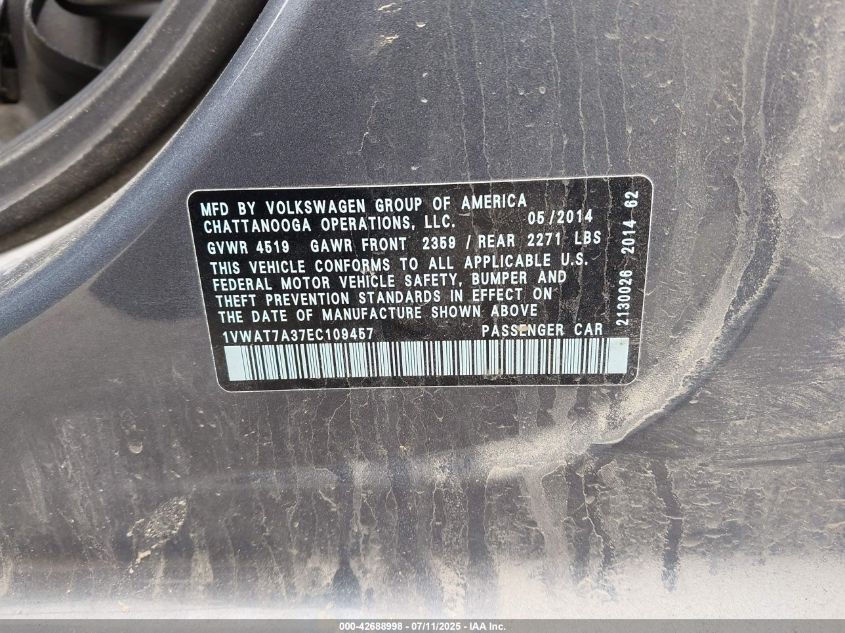 MFD BY VOLKSWAGEN GROUP OF AMERICA
CHATTANOOGA OPERATIONS, LLC. 05/2014
GVWR 4519 GAWR FRONT 2359 / REAR 2271 LBS
THIS VEHICLE CONFORMS TO ALL APPLICABLE U.S.
FEDERAL MOTOR VEHICLE SAFETY, BUMPER AND
THEFT PREVENTION STANDARDS IN EFFECT ON
THE DATE OF MANUFACTURE SHOWN ABOVE
1VWAT7A37EC109457 PASSENGER CAR
2130026 2014 62
000-42688998 - 07/11/2025 - IAA Inc.